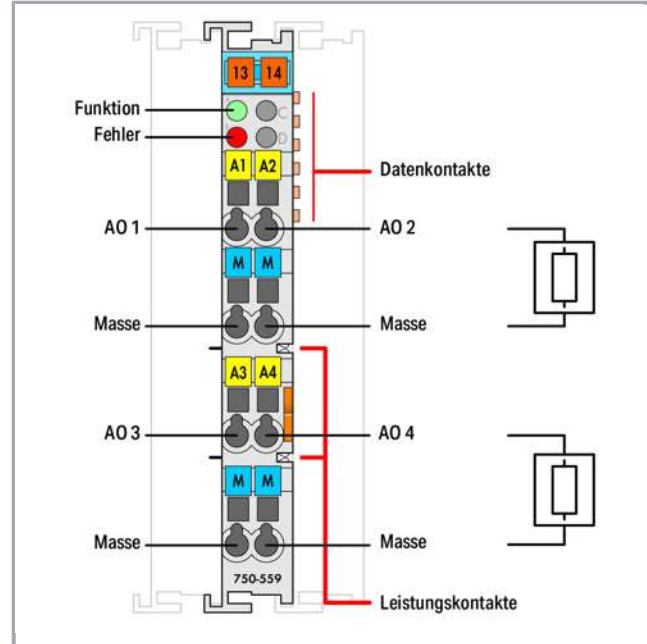 13 14
Funktion
A C
Fehler
D
A1 A2
Datenkontakte
AO 1
AO 2
M M
Masse
Masse
A3 A4
AO 3
AO 4
M M
Masse
Masse
750-559
Leistungskontakte